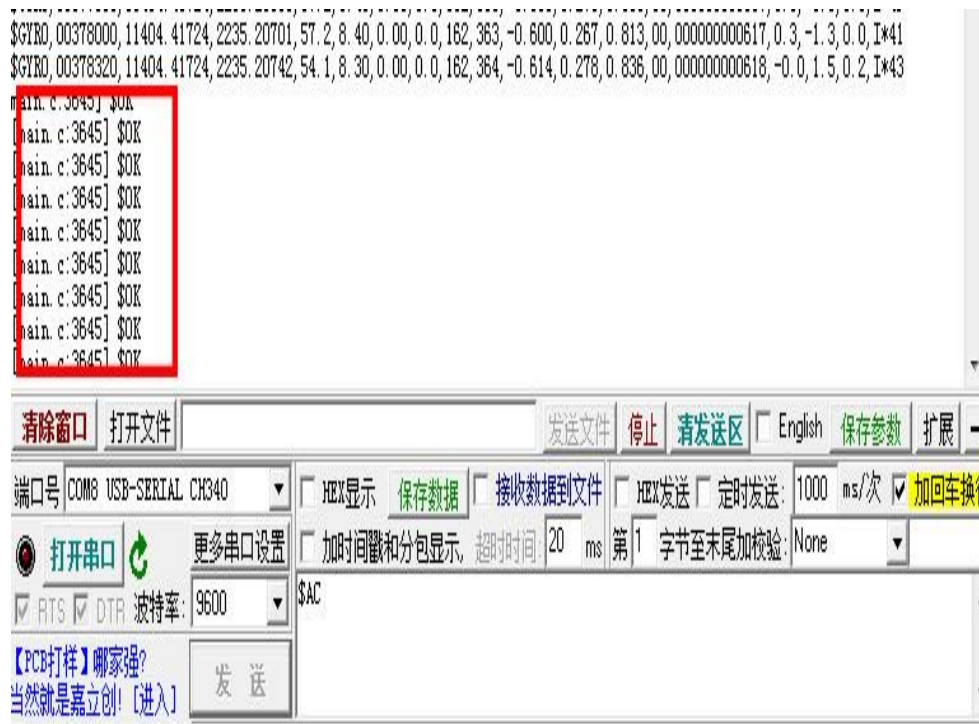 $GYRO,00378000,11404.41724,2235.20701,57.2,8.40,0.00,0.0,162,363,-0.600,0.267,0.813,00,000000000617,0.3,-1.3,0.0,I*41
$GYRO,00378320,11404.41724,2235.20742,54.1,8.30,0.00,0.0,162,364,-0.614,0.278,0.836,00,000000000618,-0.0,1.5,0.2,I*43
main.c:3645] $OK
[main.c:3645] $OK
[main.c:3645] $OK
[main.c:3645] $OK
[main.c:3645] $OK
[main.c:3645] $OK
[main.c:3645] $OK
[main.c:3645] $OK
[main.c:3645] $OK
清除窗口 打开文件 发送文件 停止 清发送区 English 保存参数 扩展 -
端口号 COM8 USB-SERIAL CH340 HEX显示 保存数据 接收数据到文件 HEX发送 定时发送: 1000 ms/次 加回车换行
打开串口 更多串口设置 加时间戳和分包显示, 超时时间: 20 ms 第 1 字节至末尾加校验: None
RTS DTR 波特率: 9600 $AC
【PCB打样】哪家强?
当然就是嘉立创! [进入] 发 送